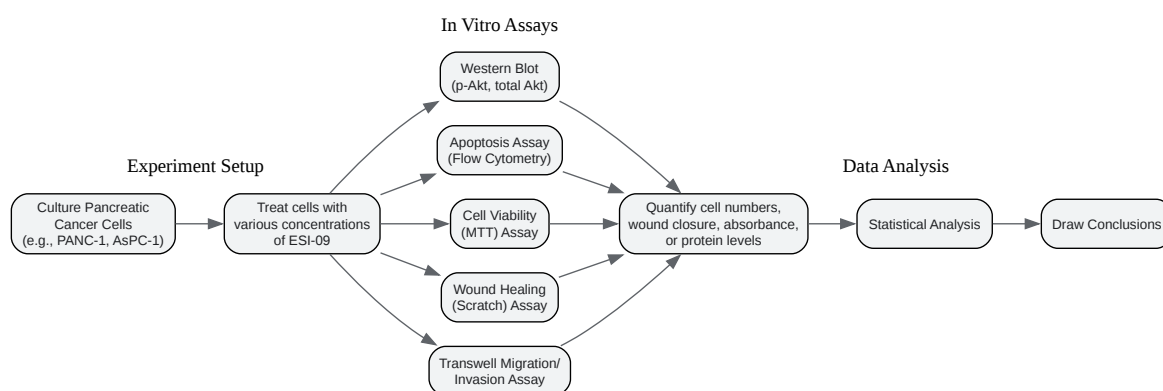 In Vitro Assays
Western Blot
(p-Akt, total Akt)
Experiment Setup
Apoptosis Assay
(Flow Cytometry)
Data Analysis
Culture Pancreatic
Cancer Cells
(e.g., PANC-1, AsPC-1)
Treat cells with
various concentrations
of ESI-09
Cell Viability
(MTT) Assay
Quantify cell numbers,
wound closure, absorbance,
or protein levels
Statistical Analysis
Draw Conclusions
Wound Healing
(Scratch) Assay
Transwell Migration/
Invasion Assay